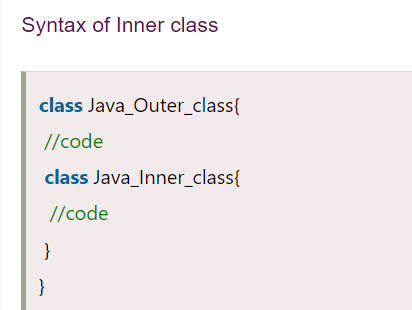 Syntax of Inner class
class Java_Outer_class{
//code
class Java_Inner_class{
//code
}
}